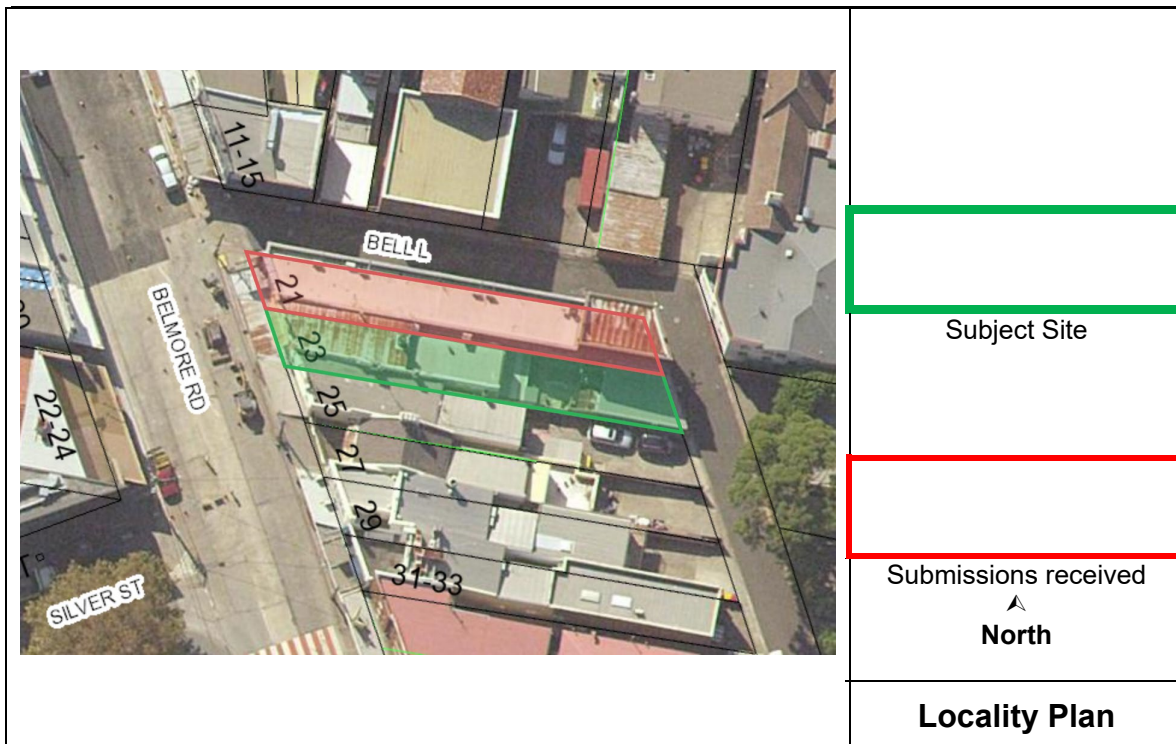 11-15
BELL L
21
BELMORE RD
23
25
22-24
27
29
31-33
SILVER ST
Subject Site
Submissions received
North
Locality Plan